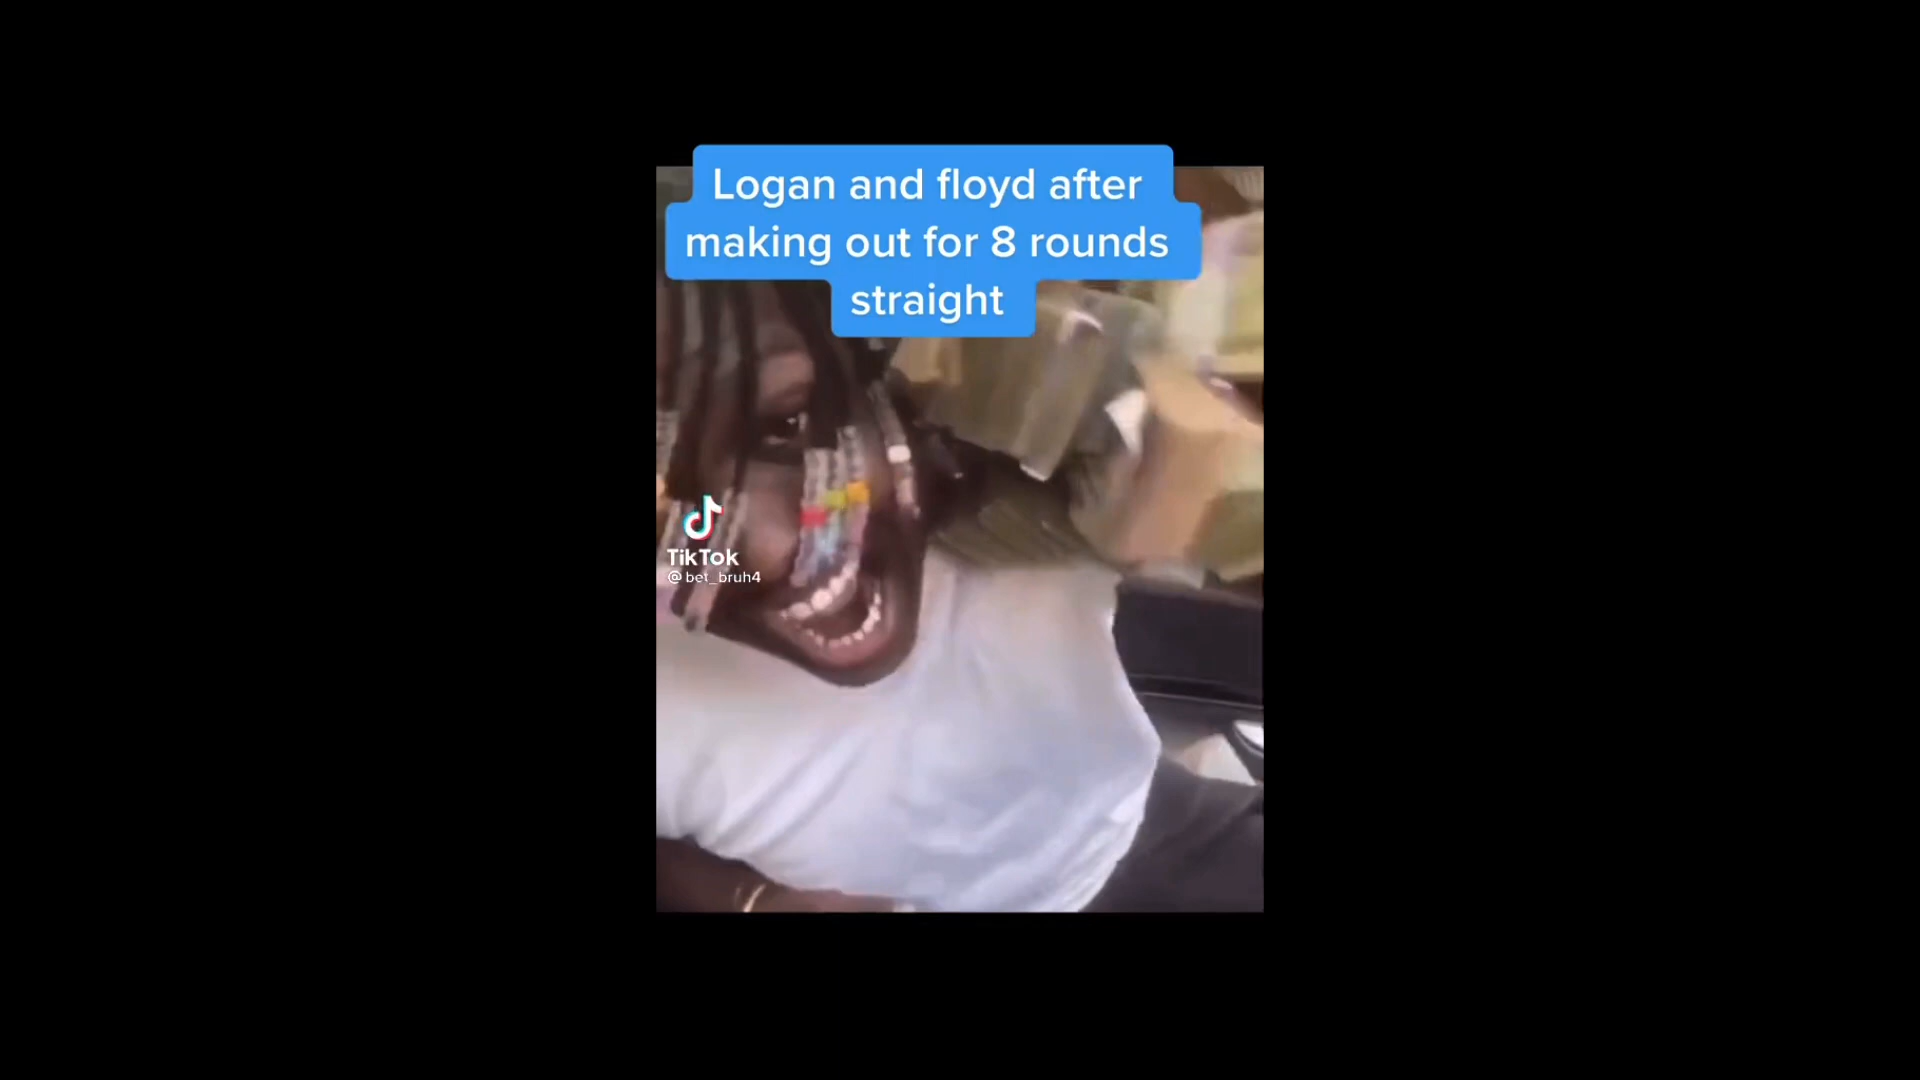 Logan and floyd after
making out for 8 rounds
straight
TikTok
@bet_bruh4